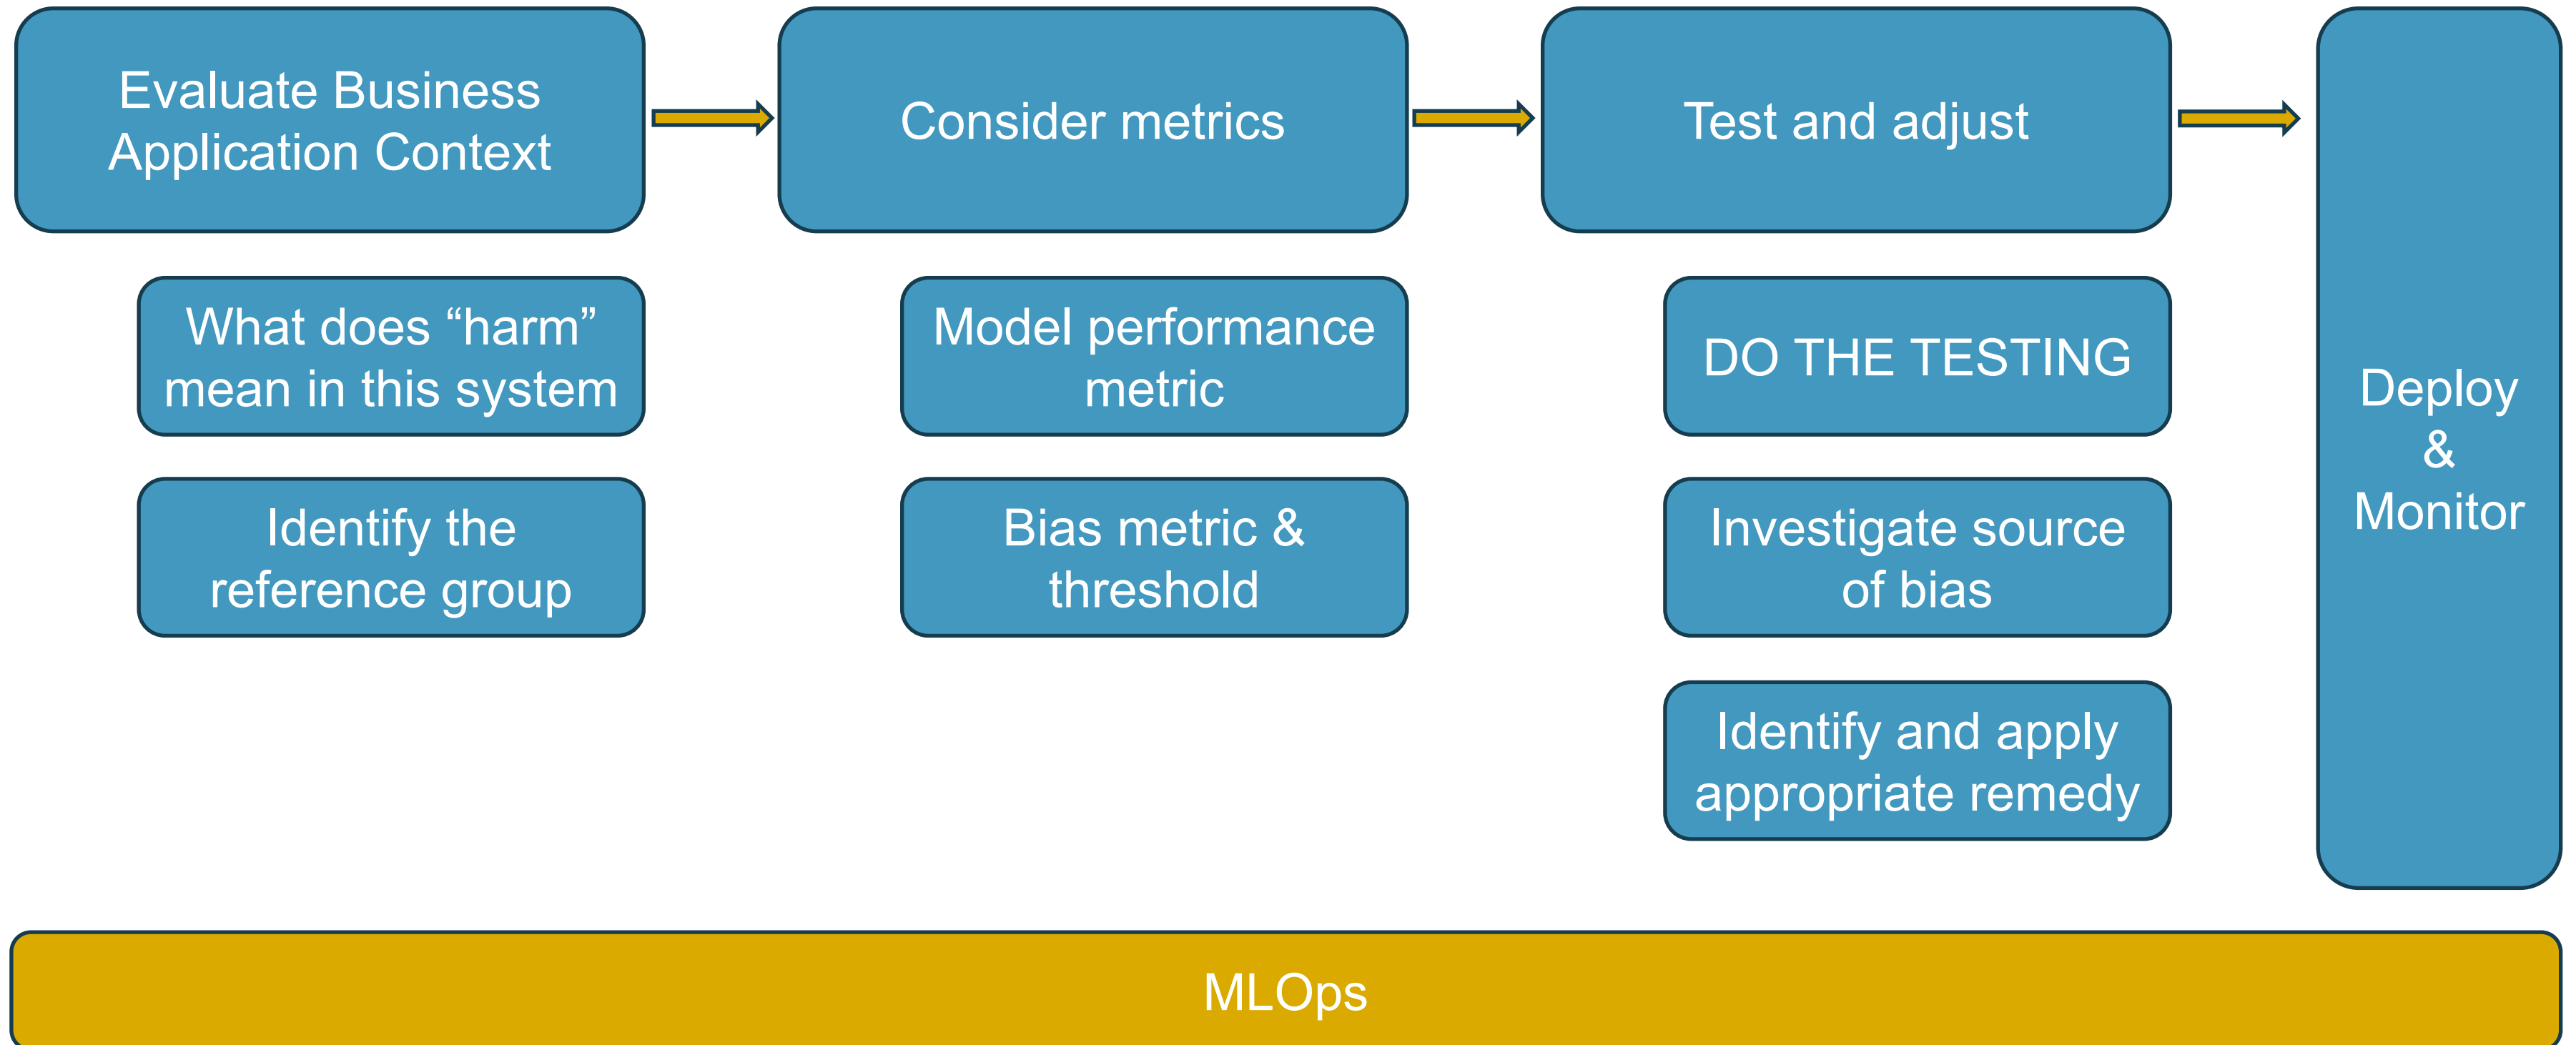 Evaluate Business
Application Context
What does “harm”
mean in this system
Identify the
reference group
Consider metrics
Model performance
metric
Bias metric &
threshold
Test and adjust
DO THE TESTING
Investigate source
of bias
Identify and apply
appropriate remedy
Deploy
&
Monitor
MLOps